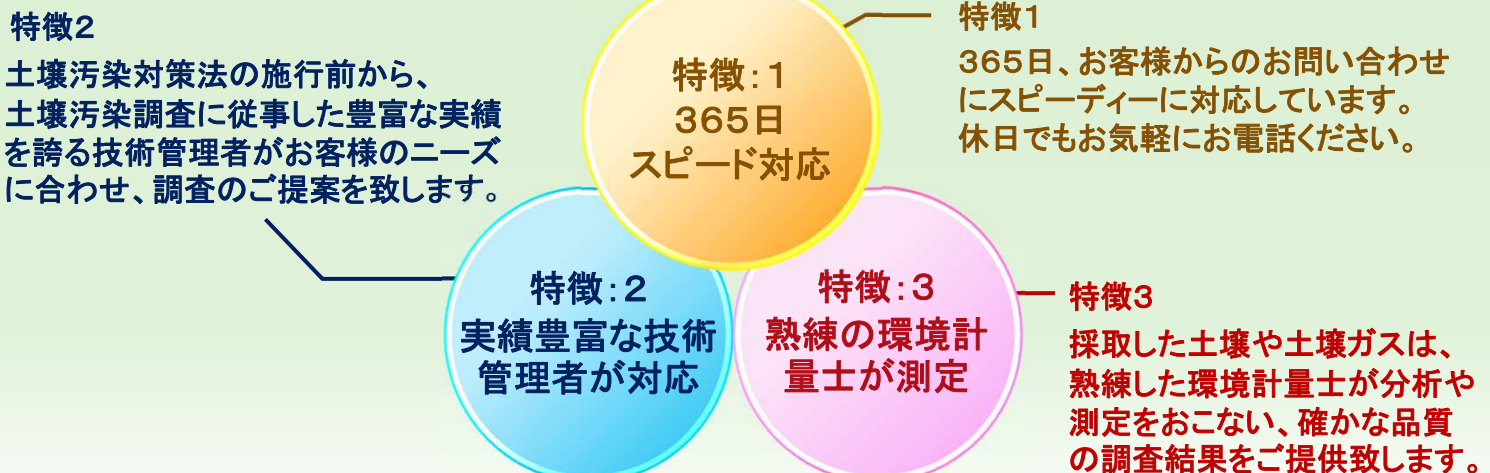 特徴2
土壌汚染対策法の施行前から、
土壌汚染調査に従事した豊富な実績
を誇る技術管理者がお客様のニーズ
に合わせ、調査のご提案を致します。
特徴:1
365日
スピード対応
特徴1
365日、お客様からのお問い合わせ
にスピーディーに対応しています。
休日でもお気軽にお電話ください。
特徴:2
実績豊富な技術
管理者が対応
特徴:3
熟練の環境計
量士が測定
特徴3
採取した土壌や土壌ガスは、
熟練した環境計量士が分析や
測定をおこない、確かな品質
の調査結果をご提供致します。